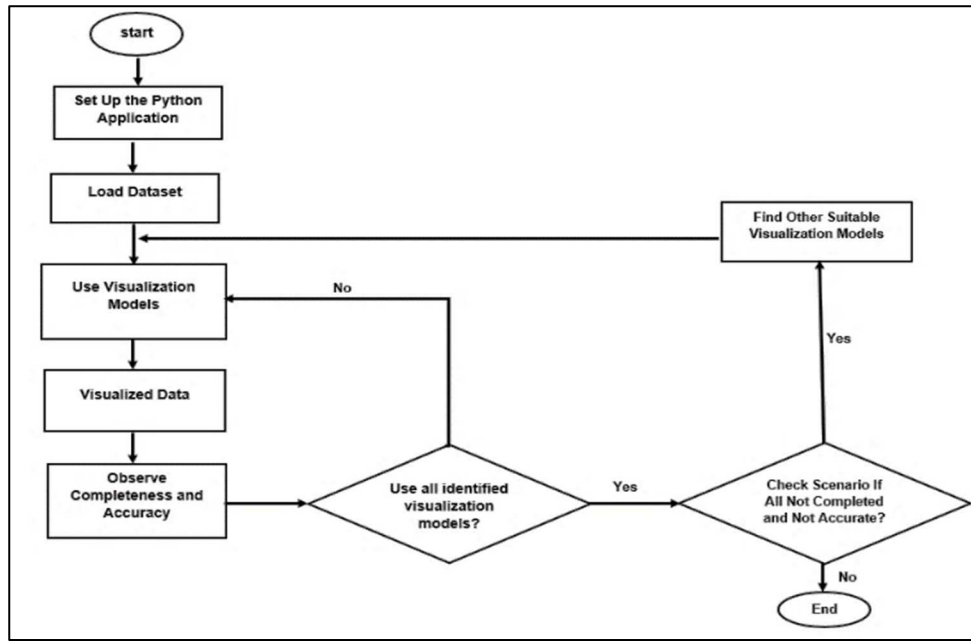 start
Set Up the Python
Application
Load Dataset
Find Other Suitable
Visualization Models
Use Visualization
Models
No
Yes
Visualized Data
Observe
Completeness and
Accuracy
Use all identified
visualization
models?
Yes
Check Scenario If
All Not Completed
and Not Accurate?
No
End